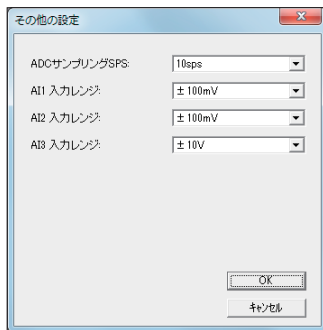 その他の設定
ADCサンプリングSPS: 10sps
AI1 入力レンジ: ± 100mV
AI2 入力レンジ: ± 100mV
AI3 入力レンジ: ± 10V
OK
キャンセル